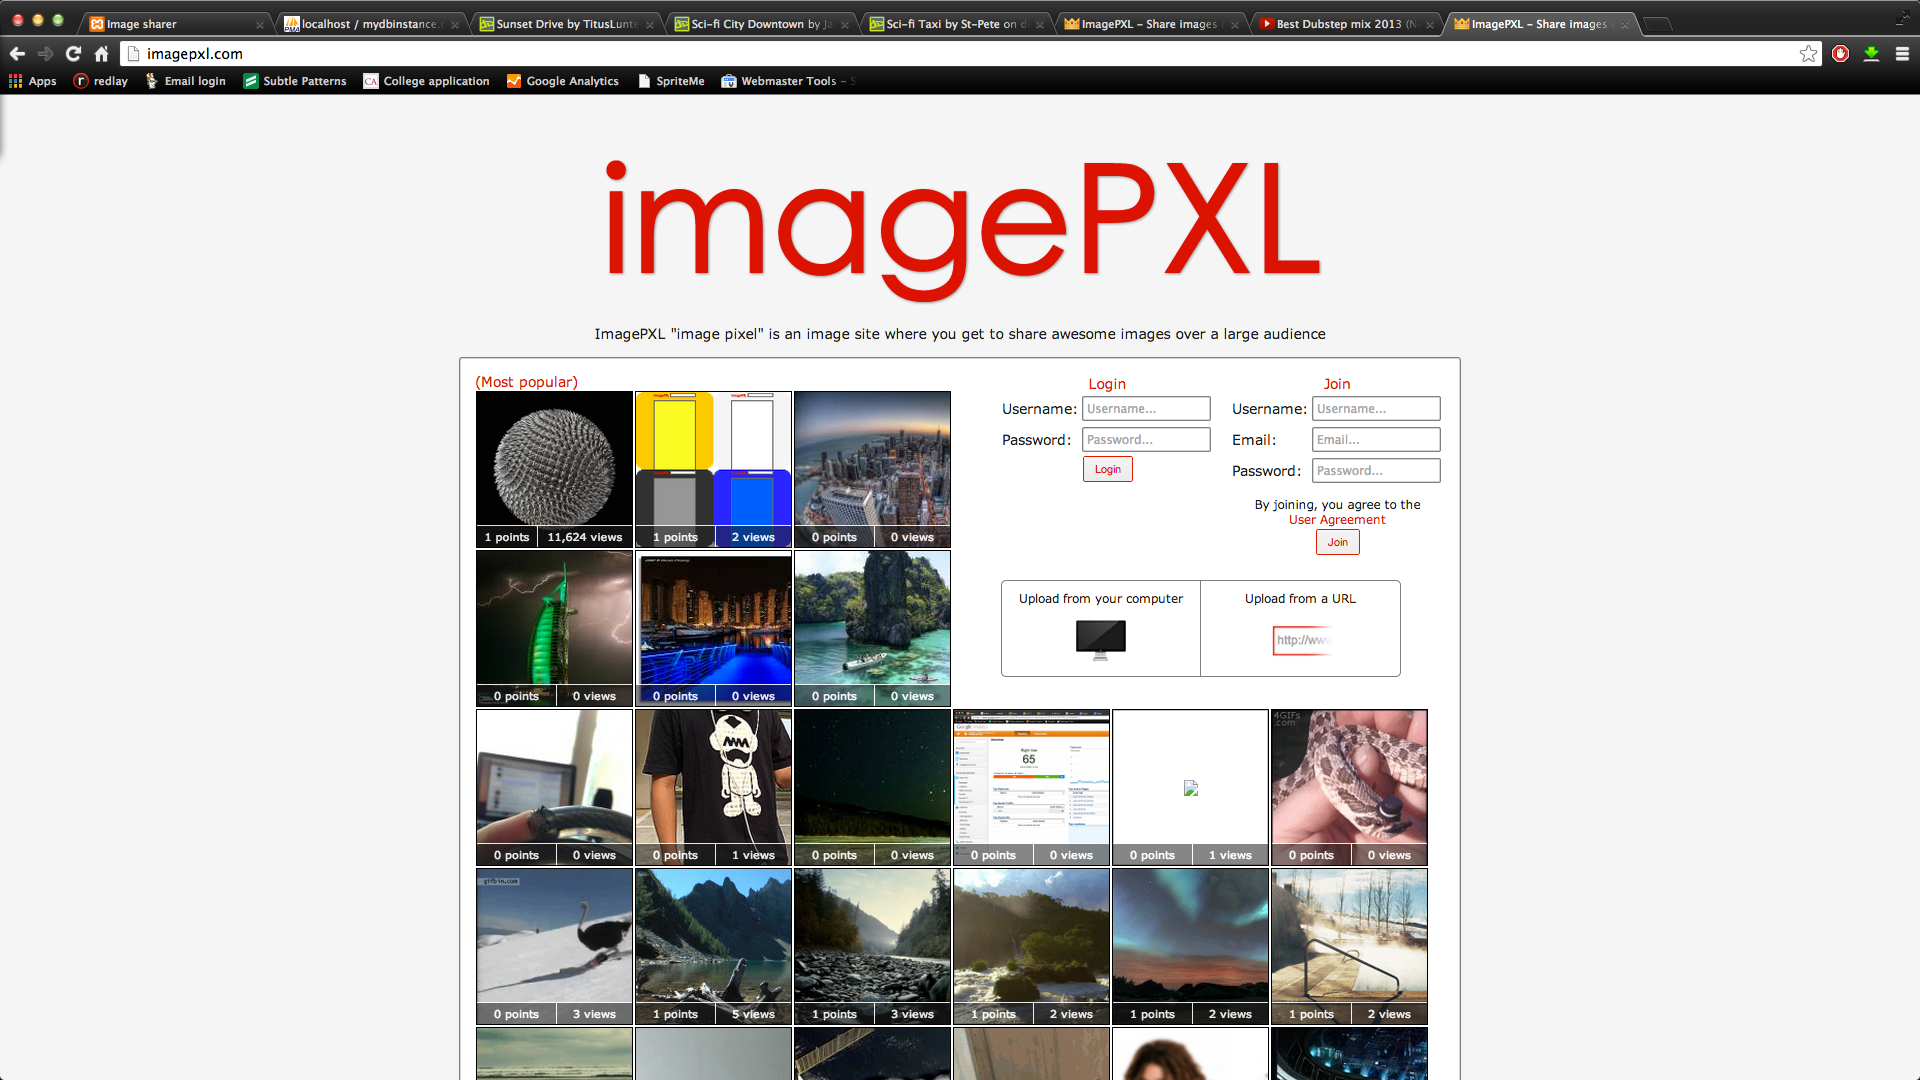 Image sharer
localhost / mydbinstance.
Sunset Drive by TitusLunte
Sci-fi City Downtown by Ja
Sci-fi Taxi by St-Pete on d
ImagePXL - Share images
Best Dubstep mix 2013 (N
ImagePXL - Share images
imagepxl.com
Apps
redlay
Email login
Subtle Patterns
CA College application
Google Analytics
SpriteMe
Webmaster Tools - S
imagePXL
ImagePXL "image pixel" is an image site where you get to share awesome images over a large audience
(Most popular)
Login
Join
Username: Username...
Username: Username...
Password: Password...
Email: Email...
Login
Password: Password...
By joining, you agree to the
User Agreement
Join
1 points 11,624 views
1 points 2 views
0 points 0 views
Upload from your computer
Upload from a URL
http://ww
0 points 0 views
0 points 0 views
0 points 0 views
4GIFs
.com
Right now
65
0 points 0 views
0 points 1 views
0 points 0 views
0 points 0 views
0 points 1 views
0 points 0 views
gifbin.com
0 points 3 views
1 points 5 views
1 points 3 views
1 points 2 views
1 points 2 views
1 points 2 views